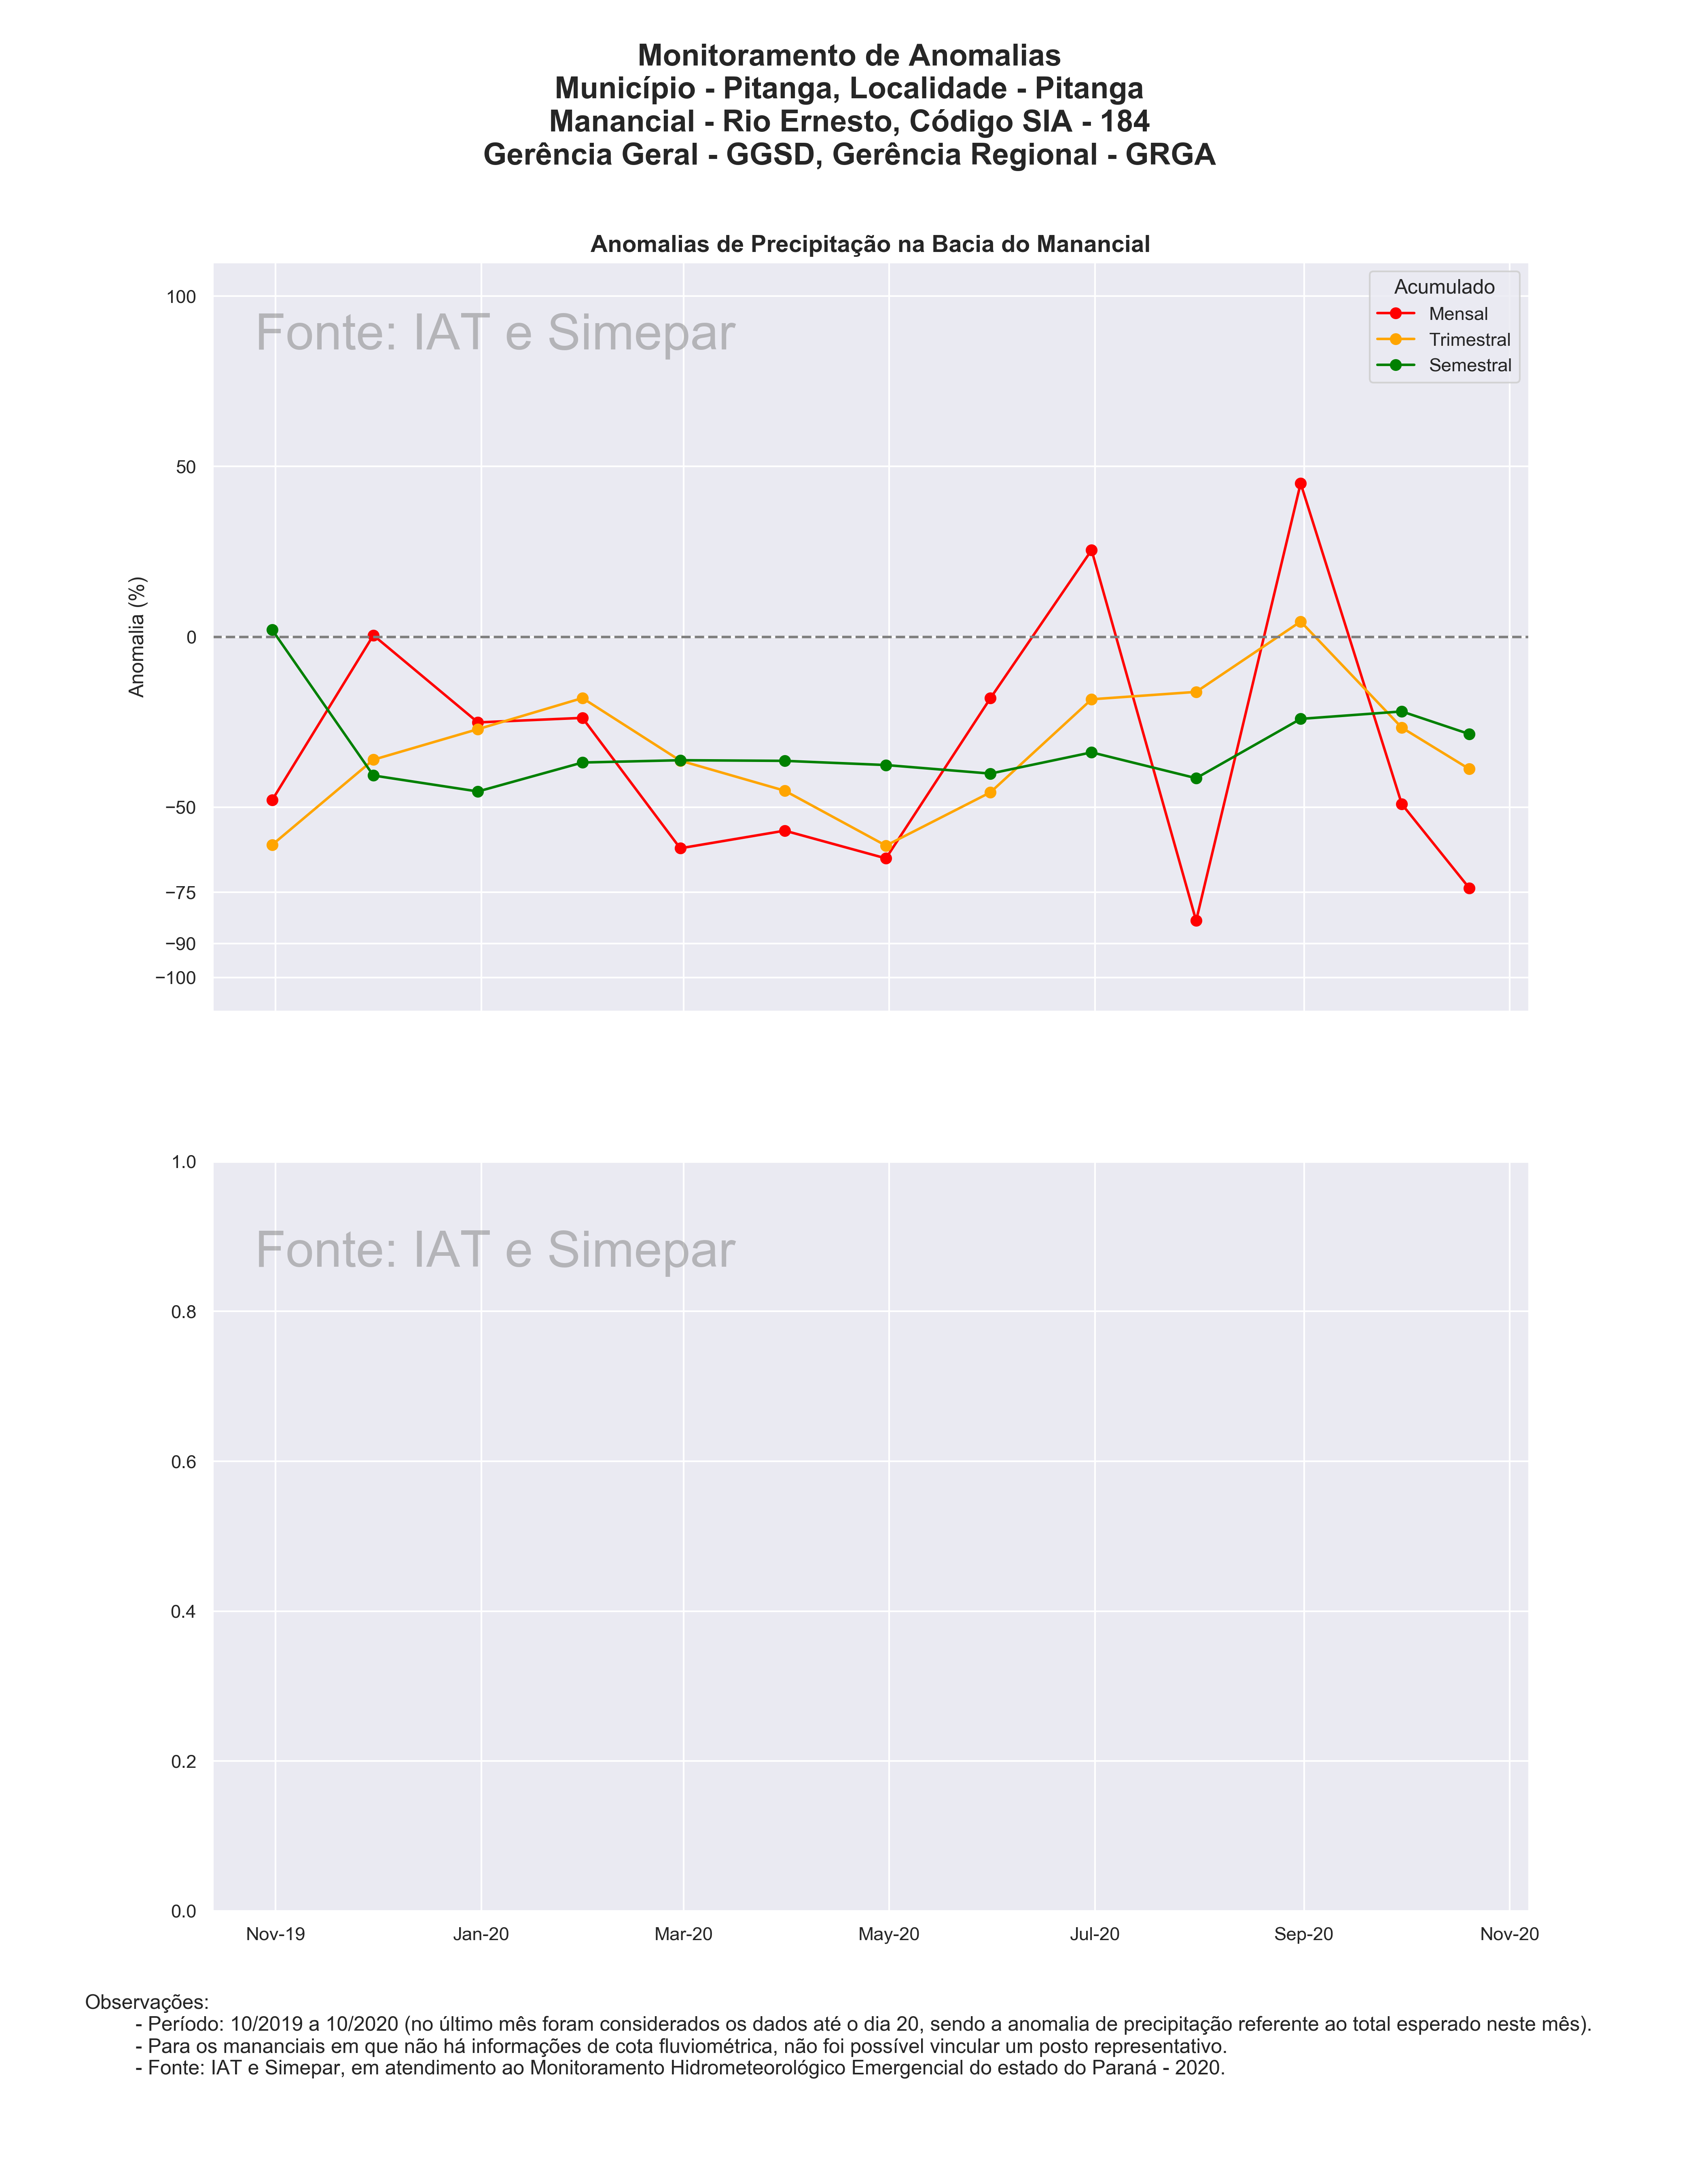 Monitoramento de Anomalias
Município - Pitanga, Localidade - Pitanga
Manancial - Rio Ernesto, Código SIA - 184
Gerência Geral - GGSD, Gerência Regional - GRGA
Anomalias de Precipitação na Bacia do Manancial
Fonte: IAT e Simepar
Acumulado
Mensal
Trimestral
Semestral
Anomalia (%)
100
50
0
−50
−75
−90
−100
Fonte: IAT e Simepar
1.0
0.8
0.6
0.4
0.2
0.0
Nov-19 Jan-20 Mar-20 May-20 Jul-20 Sep-20 Nov-20
Observações:
- Período: 10/2019 a 10/2020 (no último mês foram considerados os dados até o dia 20, sendo a anomalia de precipitação referente ao total esperado neste mês).
- Para os mananciais em que não há informações de cota fluviométrica, não foi possível vincular um posto representativo.
- Fonte: IAT e Simepar, em atendimento ao Monitoramento Hidrometeorológico Emergencial do estado do Paraná - 2020.